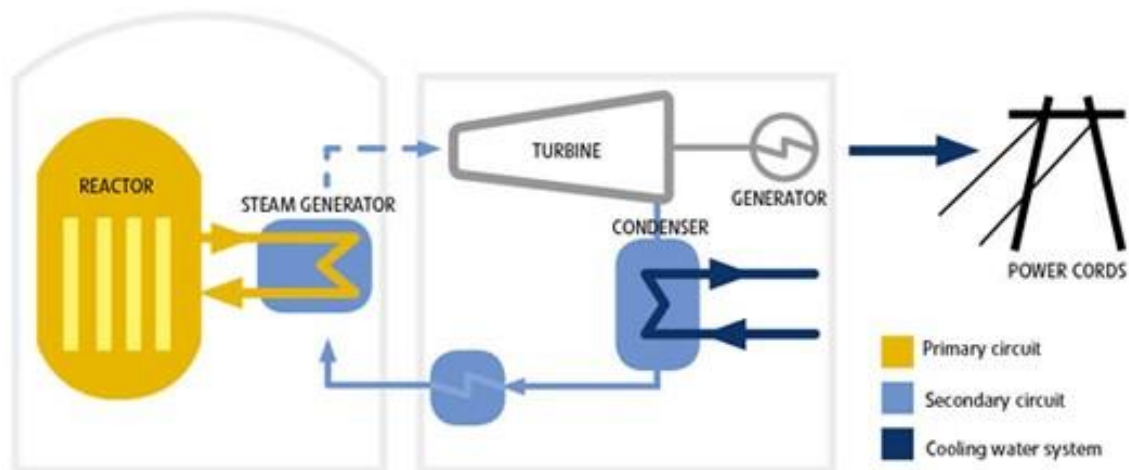 REACTOR
STEAM GENERATOR
TURBINE
GENERATOR
CONDENSER
POWER CORDS
Primary circuit
Secondary circuit
Cooling water system